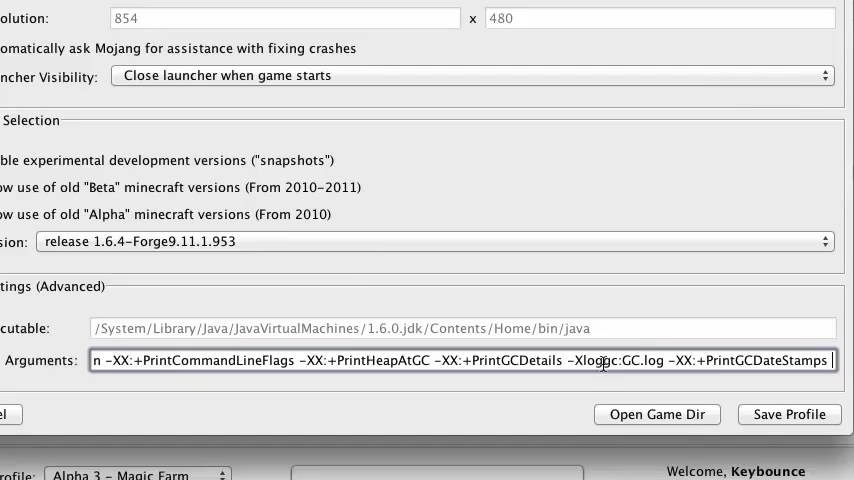 olution: 854 x 480
omatically ask Mojang for assistance with fixing crashes
ncher Visibility: Close launcher when game starts
Selection
ble experimental development versions ("snapshots")
ow use of old "Beta" minecraft versions (From 2010-2011)
ow use of old "Alpha" minecraft versions (From 2010)
sion: release 1.6.4-Forge9.11.1.953
tings (Advanced)
cutable: /System/Library/Java/JavaVirtualMachines/1.6.0.jdk/Contents/Home/bin/java
Arguments: n -XX:+PrintCommandLineFlags -XX:+PrintHeapAtGC -XX:+PrintGCDetails -Xloggc:GC.log -XX:+PrintGCDateStamps
el Open Game Dir Save Profile
rofile: Alpha 3 - Magic Farm Welcome, Keybounce